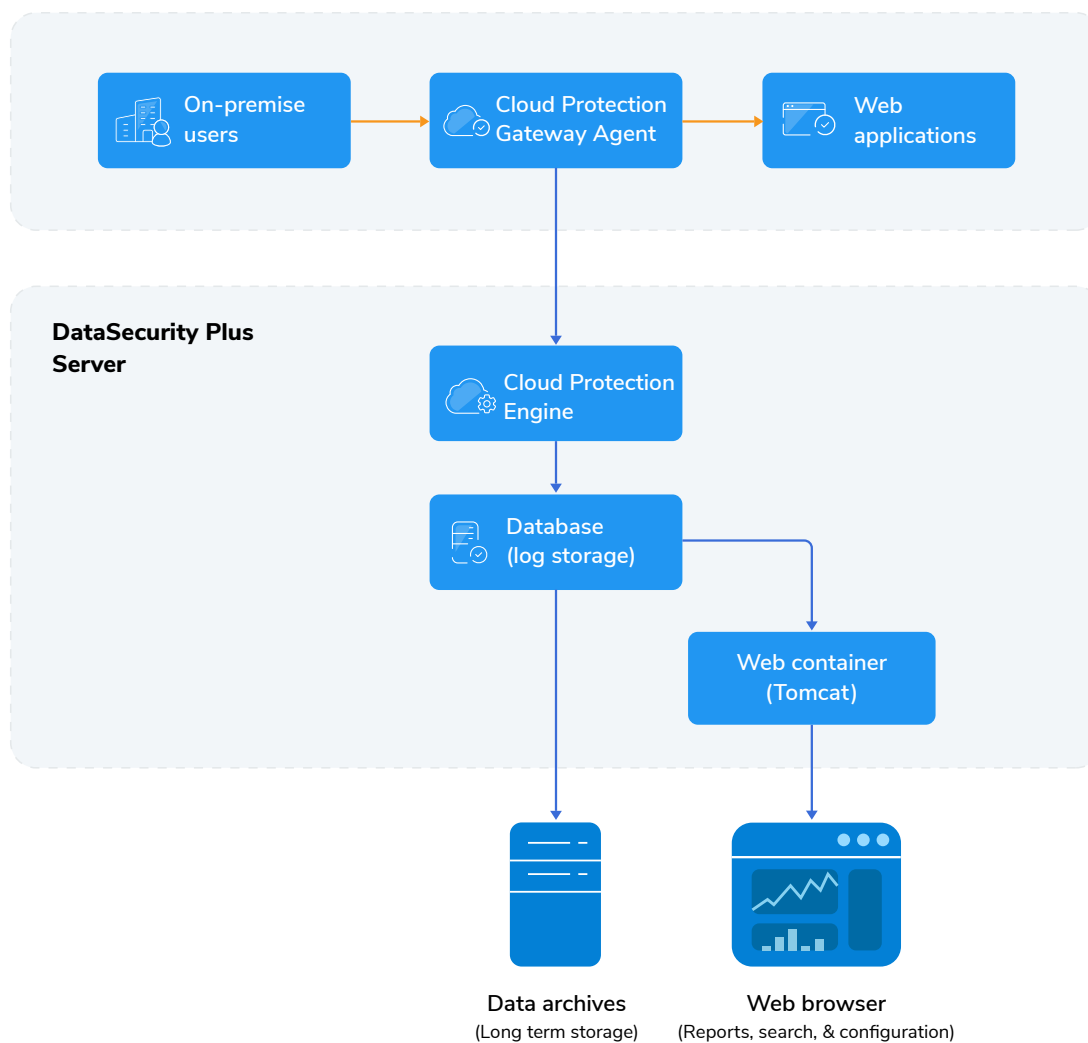 On-premise
users
Cloud Protection
Gateway Agent
Web
applications
DataSecurity Plus
Server
Cloud Protection
Engine
Database
(log storage)
Web container
(Tomcat)
Data archives
(Long term storage)
Web browser
(Reports, search, & configuration)